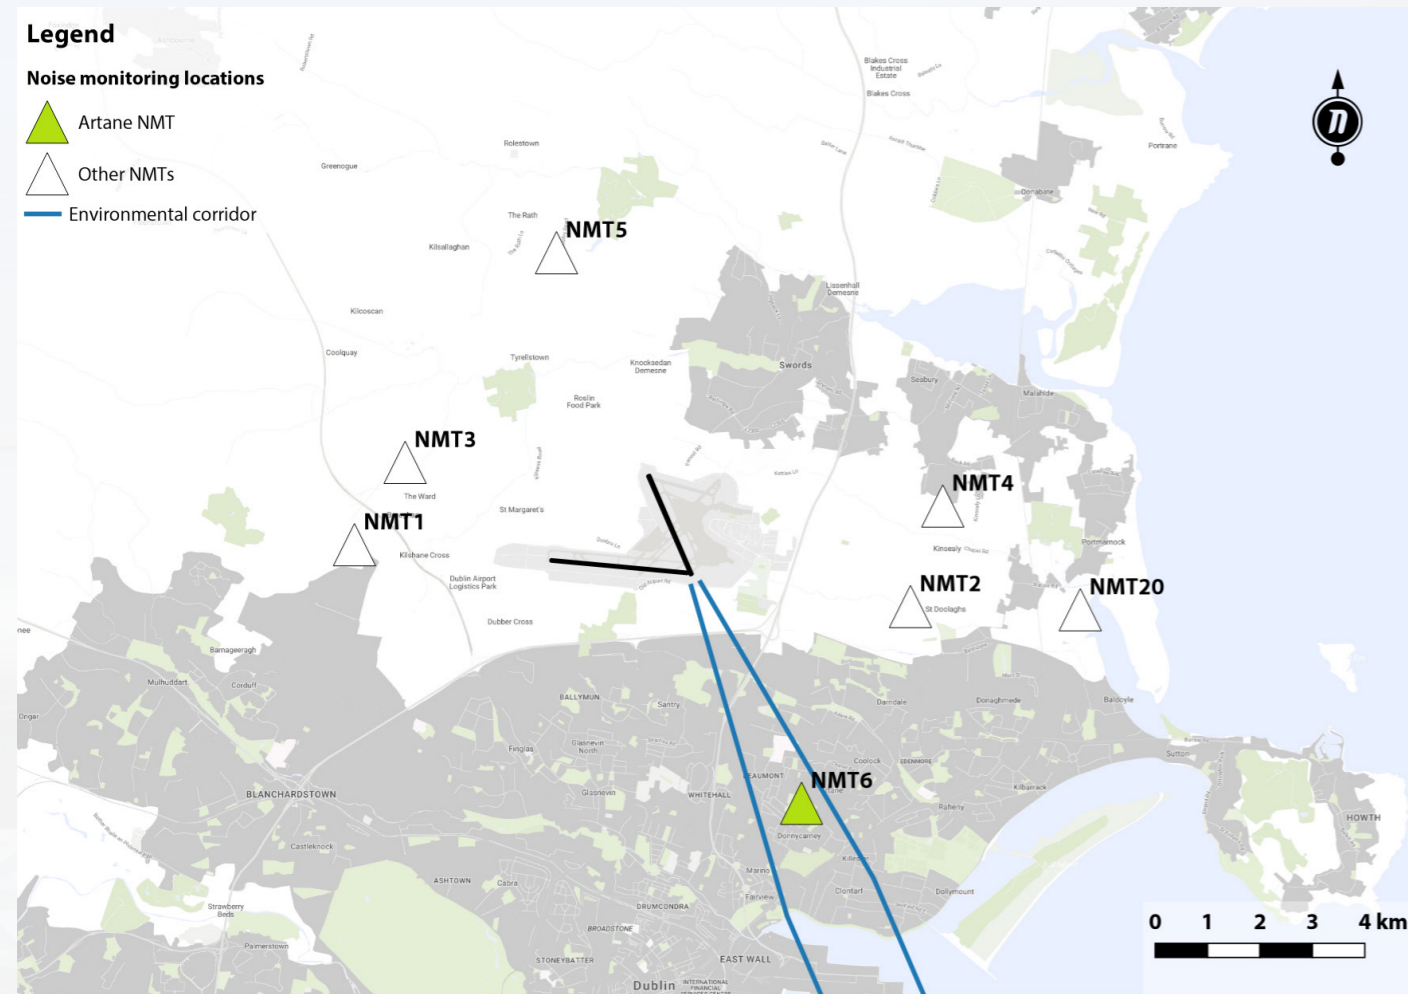 Legend
Noise monitoring locations
Artane NMT
Other NMTs
Environmental corridor
Blakes Cross
Industrial
Estate
Blakes Cross
Portrane
Rolestown
Greenogue
Donabate
The Rath
NMT5
Kilsallaghan
Lissenhall
Demesne
Kilcoscan
Coolquay
Tyrellstown
Knocksedan
Demesne
Swords
Seabury
Malahide
Roslin
Food Park
NMT3
The Ward
NMT4
St Margaret's
NMT1
Kilshane Cross
Kinsealy
Portmarnock
Dublin Airport
Logistics Park
NMT2
St Doolaghs
NMT20
Dubber Cross
Barnageeragh
Mulhuddart
Corduff
BALLYMUN
Santry
Darndale
Donaghmede
Baldoyle
Ongar
Finglas
Glasnevin
North
Sutton
Coolock
EDENMORE
BEAUMONT
NMT6
Kilbarrack
BLANCHARDSTOWN
Glasnevin
WHITEHALL
Raheny
HOWTH
Donnycarney
Castleknock
Killester
Marino
ASHTOWN
Cabra
Clontarf
Dollymount
Fairview
Strawberry
Beds
DRUMCONDRA
BROADSTONE
Palmerstown
STONEYBATTER
EAST WALL
Dublin
INTERNATIONAL
FINANCIAL
0 1 2 3 4 km